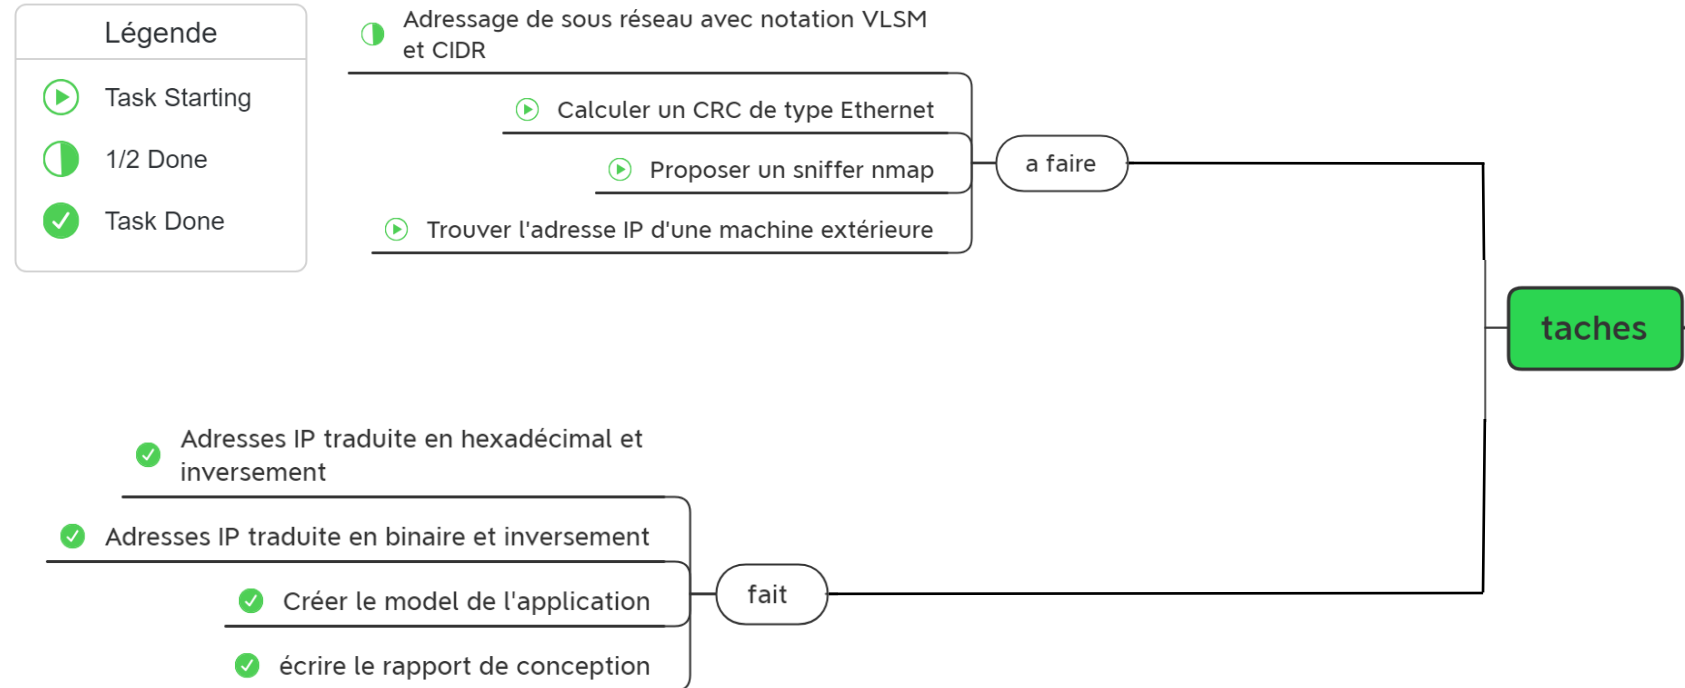 Légende
Task Starting
1/2 Done
Task Done
Adressage de sous réseau avec notation VLSM
et CIDR
Calculer un CRC de type Ethernet
Proposer un sniffer nmap
Trouver l'adresse IP d'une machine extérieure
a faire
taches
Adresses IP traduite en hexadécimal et
inversement
Adresses IP traduite en binaire et inversement
Créer le model de l'application
écrire le rapport de conception
fait